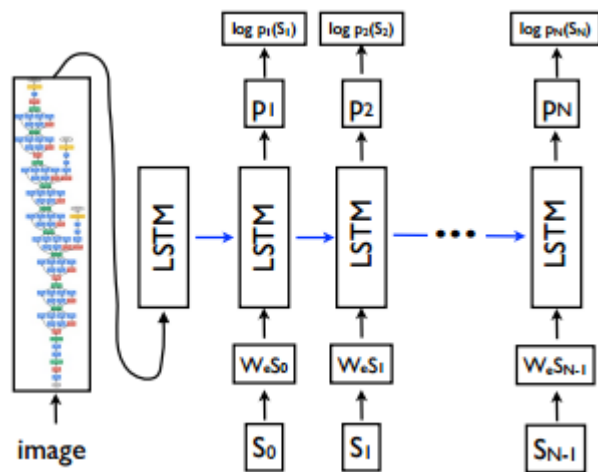 log p₁(S₁) log p₂(S₂) log pN(SN)
p₁ p₂ pN
LSTM LSTM LSTM ••• LSTM
WₑS₀ WₑS₁ WₑSN-1
image S₀ S₁ SN-1